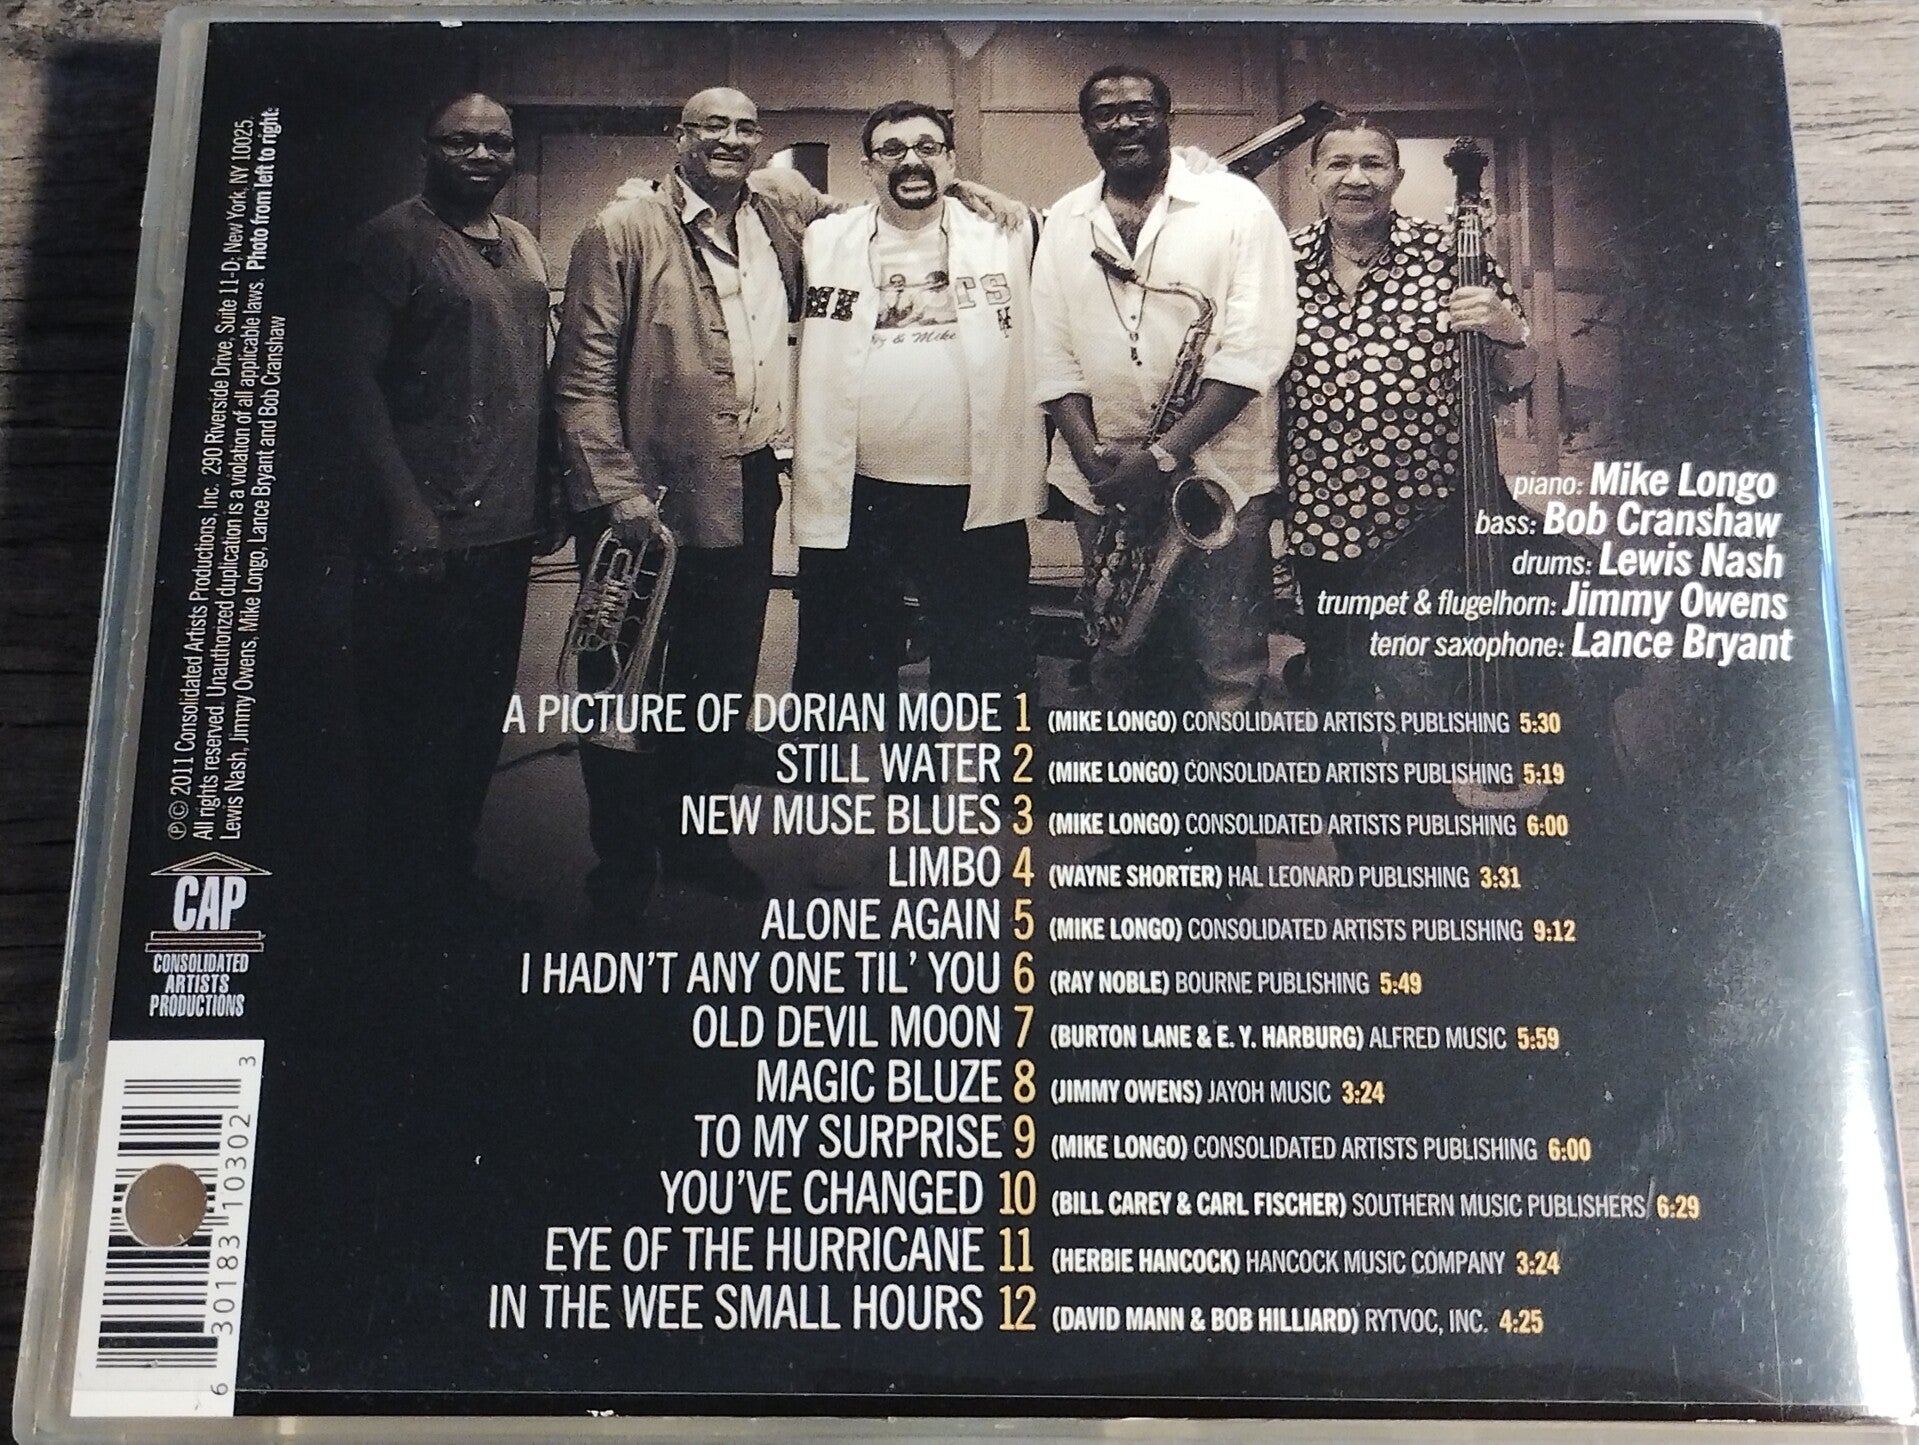 ℗ © 2011 Consolidated Artists Productions, Inc. 290 Riverside Drive, Suite 11-D; New York, NY 10025.
All rights reserved. Unauthorized duplication is a violation of all applicable laws. Photo from left to right:
Lewis Nash, Jimmy Owens, Mike Longo, Lance Bryant and Bob Cranshaw
CAP
CONSOLIDATED
ARTISTS
PRODUCTIONS
6 30183 10302 3
& Mike
piano: Mike Longo
bass: Bob Cranshaw
drums: Lewis Nash
trumpet & flugelhorn: Jimmy Owens
tenor saxophone: Lance Bryant
A PICTURE OF DORIAN MODE 1 (MIKE LONGO) CONSOLIDATED ARTISTS PUBLISHING 5:30
STILL WATER 2 (MIKE LONGO) CONSOLIDATED ARTISTS PUBLISHING 5:19
NEW MUSE BLUES 3 (MIKE LONGO) CONSOLIDATED ARTISTS PUBLISHING 6:00
LIMBO 4 (WAYNE SHORTER) HAL LEONARD PUBLISHING 3:31
ALONE AGAIN 5 (MIKE LONGO) CONSOLIDATED ARTISTS PUBLISHING 9:12
I HADN'T ANY ONE TIL' YOU 6 (RAY NOBLE) BOURNE PUBLISHING 5:49
OLD DEVIL MOON 7 (BURTON LANE & E. Y. HARBURG) ALFRED MUSIC 5:59
MAGIC BLUZE 8 (JIMMY OWENS) JAYOH MUSIC 3:24
TO MY SURPRISE 9 (MIKE LONGO) CONSOLIDATED ARTISTS PUBLISHING 6:00
YOU'VE CHANGED 10 (BILL CAREY & CARL FISCHER) SOUTHERN MUSIC PUBLISHERS 6:29
EYE OF THE HURRICANE 11 (HERBIE HANCOCK) HANCOCK MUSIC COMPANY 3:24
IN THE WEE SMALL HOURS 12 (DAVID MANN & BOB HILLIARD) RYTVOC, INC. 4:25